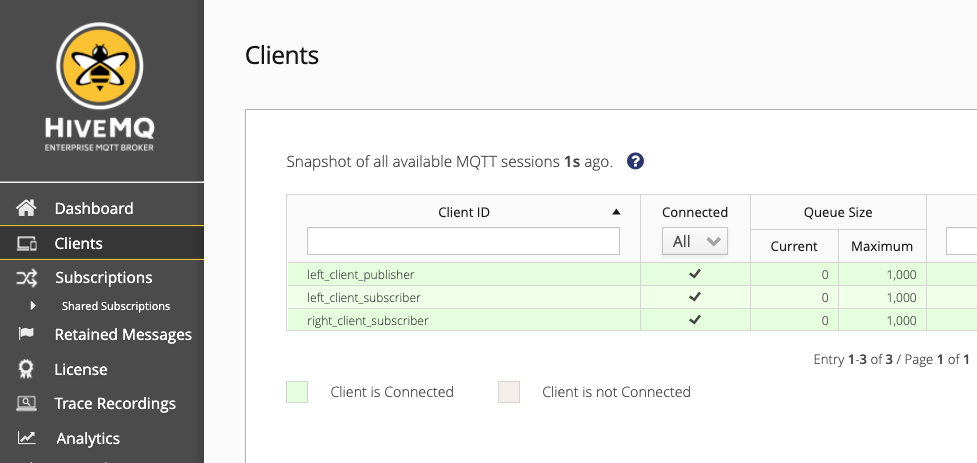 HIVEMQ
ENTERPRISE MQTT BROKER
Dashboard
Clients
Subscriptions
Shared Subscriptions
Retained Messages
License
Trace Recordings
Analytics
Clients
Snapshot of all available MQTT sessions 1s ago. ?
Client ID Connected Queue Size
All Current Maximum
left_client_publisher 0 1,000
left_client_subscriber 0 1,000
right_client_subscriber 0 1,000
Entry 1-3 of 3 / Page 1 of 1
Client is Connected Client is not Connected